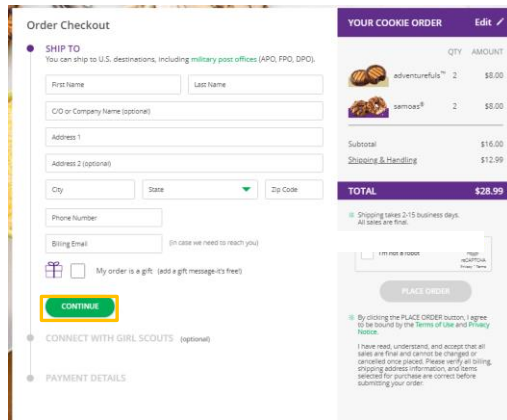 Order Checkout
SHIP TO
You can ship to U.S. destinations, including military post offices (APO, FPO, DPO).
First Name
Last Name
C/O or Company Name (optional)
Address 1
Address 2 (optional)
City
State
Zip Code
Phone Number
Billing Email
(in case we need to reach you)
My order is a gift (add a gift message-it's free!)
CONTINUE
CONNECT WITH GIRL SCOUTS (optional)
PAYMENT DETAILS
YOUR COOKIE ORDER Edit
QTY AMOUNT
adventurefuls™ 2 $8.00
samoas® 2 $8.00
Subtotal $16.00
Shipping & Handling $12.99
TOTAL $28.99
Shipping takes 2-15 business days.
All sales are final.
I'm not a robot
reCAPTCHA
Privacy - Terms
PLACE ORDER
By clicking the PLACE ORDER button, I agree
to be bound by the Terms of Use and Privacy
Notice.
I have read, understand, and accept that all
sales are final and cannot be changed or
cancelled once placed. Please verify all billing,
shipping address information, and items
selected for purchase are correct before
submitting your order.